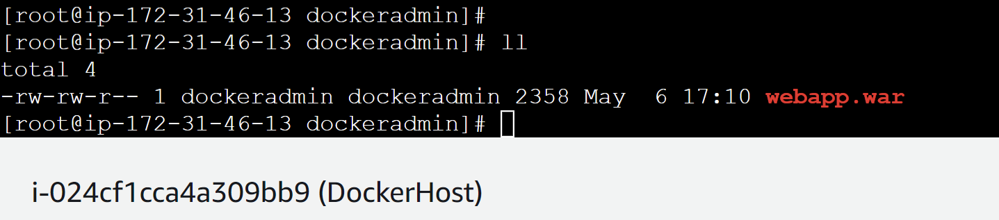 [root@ip-172-31-46-13 dockeradmin]#
[root@ip-172-31-46-13 dockeradmin]# ll
total 4
-rw-rw-r-- 1 dockeradmin dockeradmin 2358 May  6 17:10 webapp.war
[root@ip-172-31-46-13 dockeradmin]#
i-024cf1cca4a309bb9 (DockerHost)